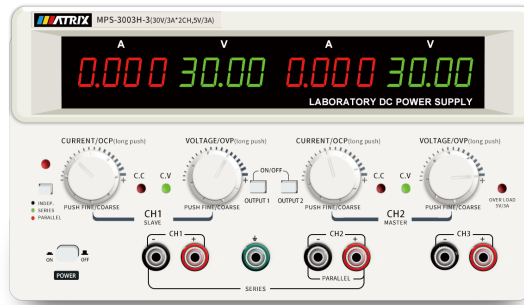 MATRIX MPS-3003H-3(30V/3A*2CH,5V/3A)
A V A V
0.000 30.00 0.000 30.00
LABORATORY DC POWER SUPPLY
CURRENT/OCP(long push) VOLTAGE/OVP(long push) CURRENT/OCP(long push) VOLTAGE/OVP(long push)
ON/OFF
C.C C.V C.C C.V
INDEP.
SERIES
PARALLEL
PUSH FINE/COARSE PUSH FINE/COARSE OUTPUT 1 OUTPUT 2 PUSH FINE/COARSE PUSH FINE/COARSE
OVER LOAD
5V/3A
CH1
SLAVE
CH2
MASTER
ON OFF
POWER
- CH1 + - CH2 + - CH3 +
PARALLEL
SERIES